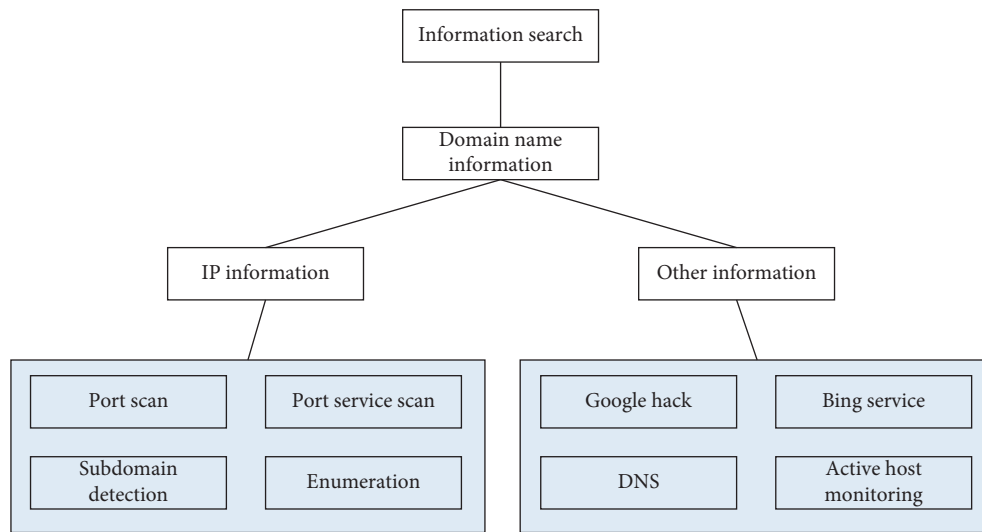 Information search
Domain name
information
IP information
Other information
Port scan
Port service scan
Subdomain
detection
Enumeration
Google hack
Bing service
DNS
Active host
monitoring